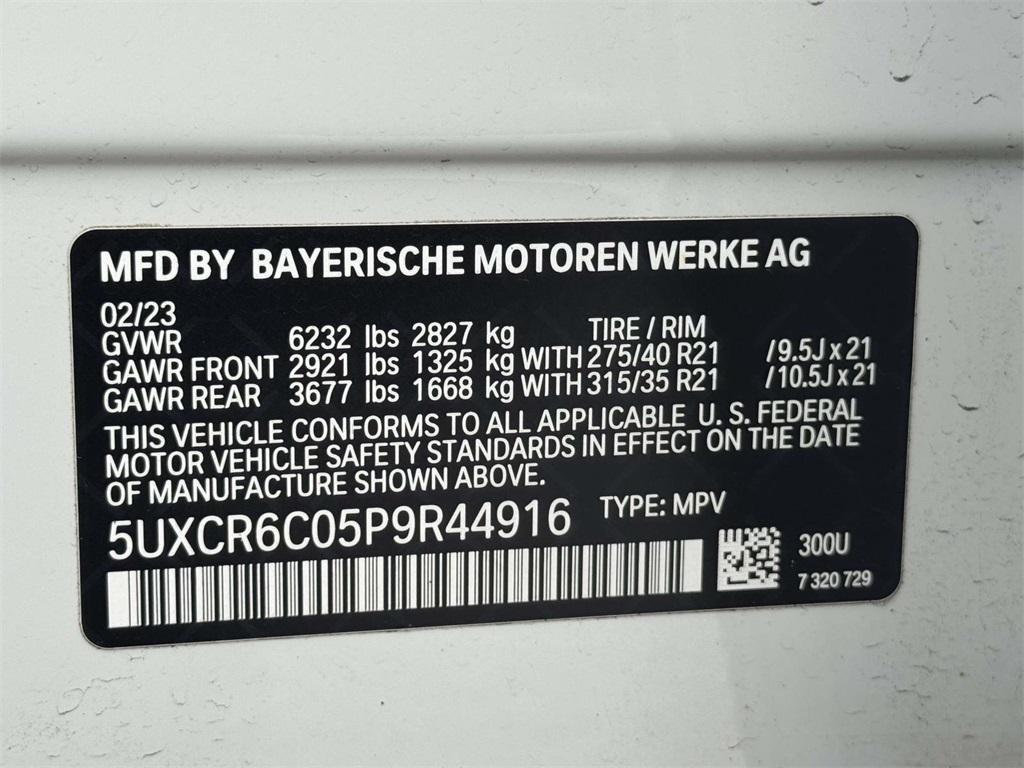 MFD BY BAYERISCHE MOTOREN WERKE AG
02/23
GVWR 6232 lbs 2827 kg TIRE / RIM
GAWR FRONT 2921 lbs 1325 kg WITH 275/40 R21 /9.5J x 21
GAWR REAR 3677 lbs 1668 kg WITH 315/35 R21 /10.5J x 21
THIS VEHICLE CONFORMS TO ALL APPLICABLE U. S. FEDERAL
MOTOR VEHICLE SAFETY STANDARDS IN EFFECT ON THE DATE
OF MANUFACTURE SHOWN ABOVE.
5UXCR6C05P9R44916 TYPE: MPV
300U
7 320 729